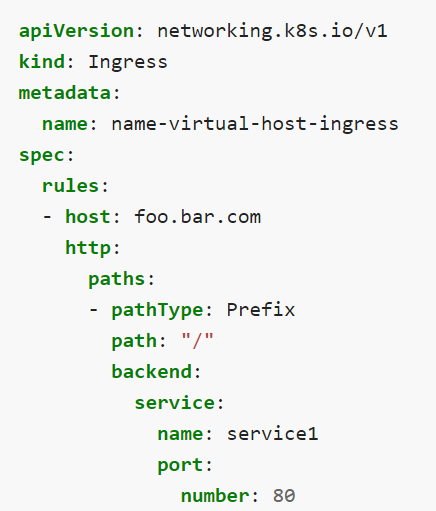 apiVersion: networking.k8s.io/v1
kind: Ingress
metadata:
  name: name-virtual-host-ingress
spec:
  rules:
  - host: foo.bar.com
    http:
      paths:
      - pathType: Prefix
        path: "/"
        backend:
          service:
            name: service1
            port:
              number: 80